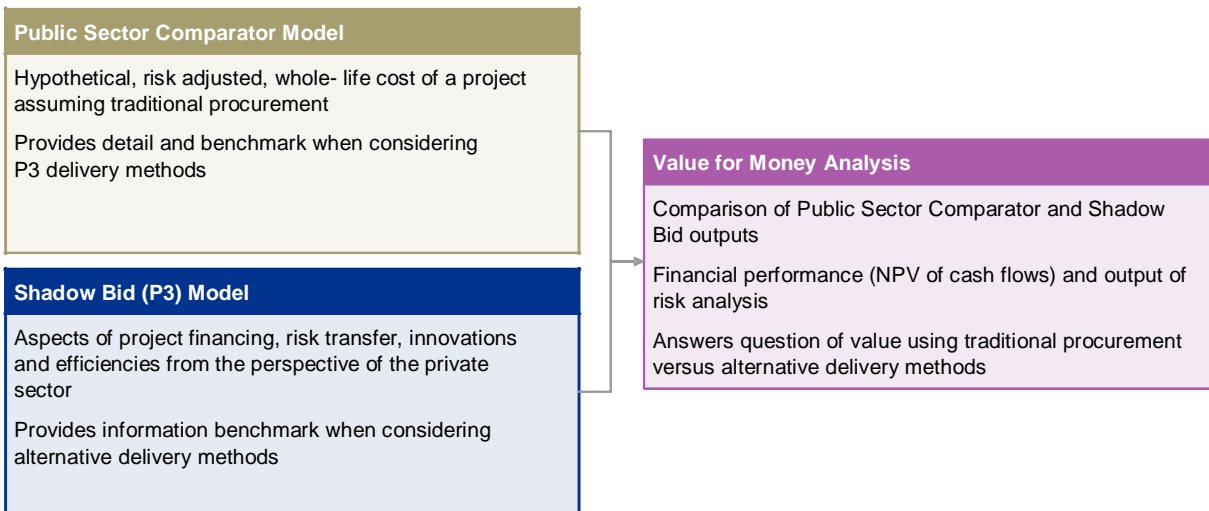 Public Sector Comparator Model
Hypothetical, risk adjusted, whole- life cost of a project
assuming traditional procurement
Provides detail and benchmark when considering
P3 delivery methods
Shadow Bid (P3) Model
Aspects of project financing, risk transfer, innovations
and efficiencies from the perspective of the private
sector
Provides information benchmark when considering
alternative delivery methods
Value for Money Analysis
Comparison of Public Sector Comparator and Shadow
Bid outputs
Financial performance (NPV of cash flows) and output of
risk analysis
Answers question of value using traditional procurement
versus alternative delivery methods